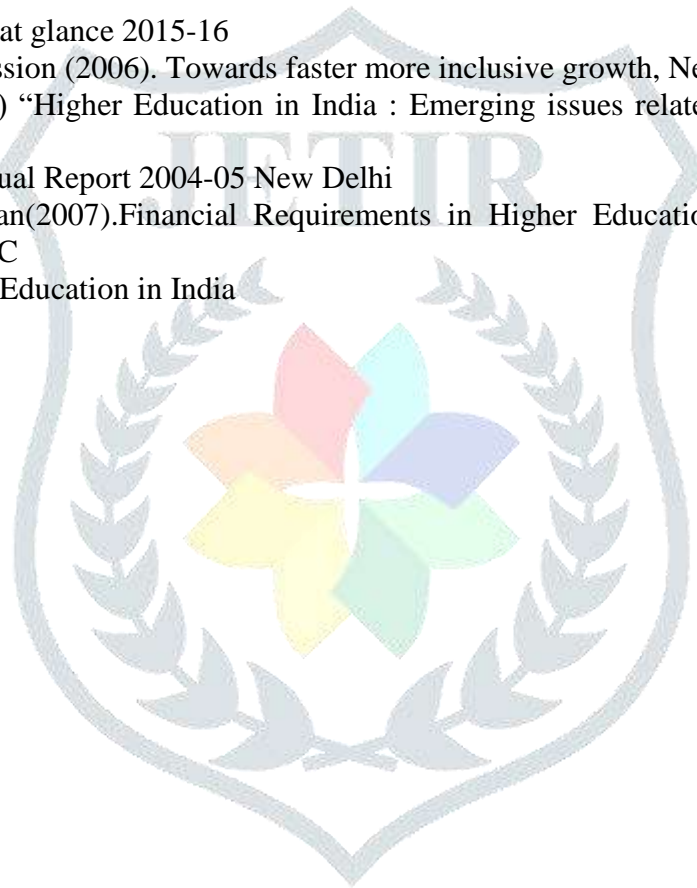 at glance 2015-16
ssion (2006). Towards faster more inclusive growth, Ne
) “Higher Education in India : Emerging issues relate
JETIR
ual Report 2004-05 New Delhi
an(2007).Financial Requirements in Higher Educatio
C
Education in India